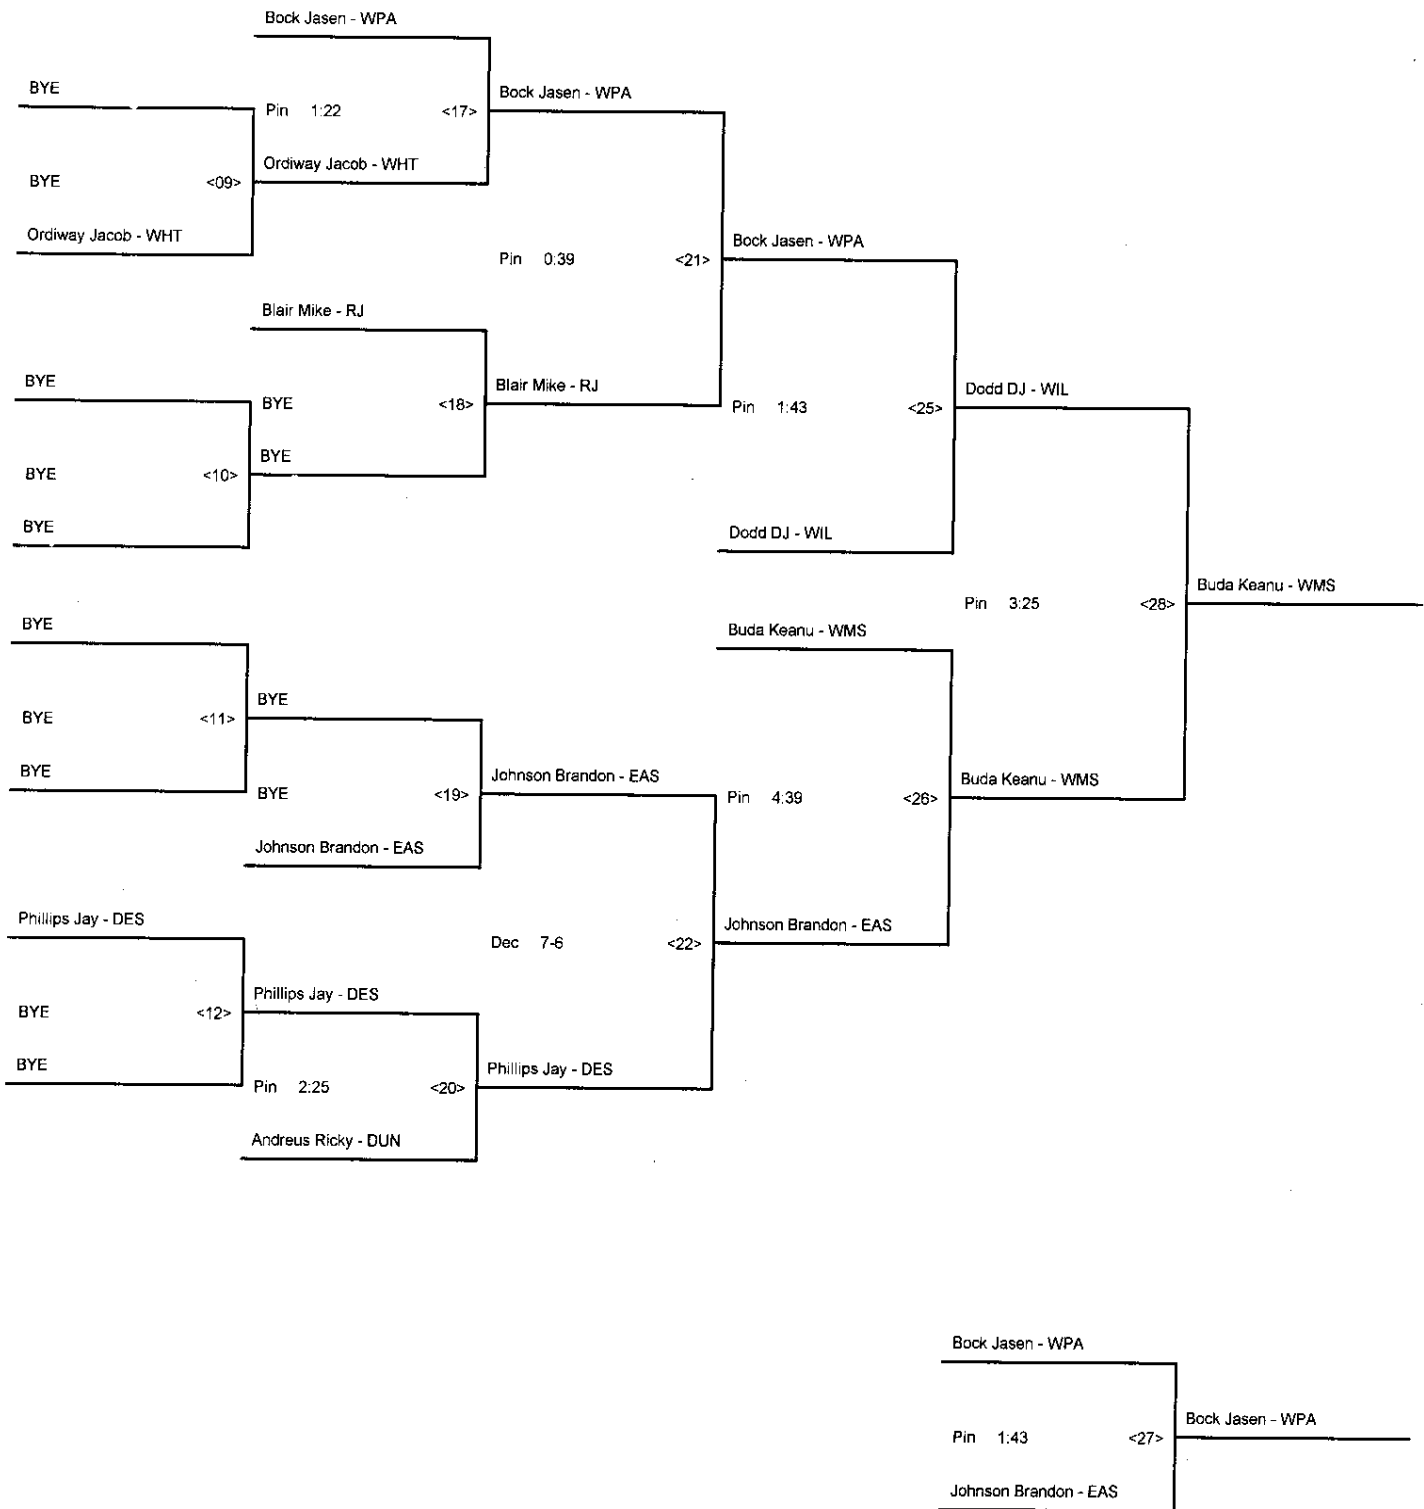 Bock Jasen - WPA
BYE
Bock Jasen - WPA
Pin 1:22 <17>
Ordiway Jacob - WHT
BYE <09>
Ordiway Jacob - WHT
Bock Jasen - WPA
Pin 0:39 <21>
Blair Mike - RJ
BYE
Blair Mike - RJ
Dodd DJ - WIL
BYE <18>
Pin 1:43 <25>
BYE
BYE <10>
BYE
Dodd DJ - WIL
Buda Keanu - WMS
Pin 3:25 <28>
BYE
Buda Keanu - WMS
BYE
BYE <11>
BYE
Johnson Brandon - EAS
Buda Keanu - WMS
BYE <19>
Pin 4:39 <26>
Johnson Brandon - EAS
Phillips Jay - DES
Johnson Brandon - EAS
Dec 7-6 <22>
Phillips Jay - DES
BYE <12>
BYE
Phillips Jay - DES
Pin 2:25 <20>
Andreus Ricky - DUN
Bock Jasen - WPA
Bock Jasen - WPA
Pin 1:43 <27>
Johnson Brandon - EAS